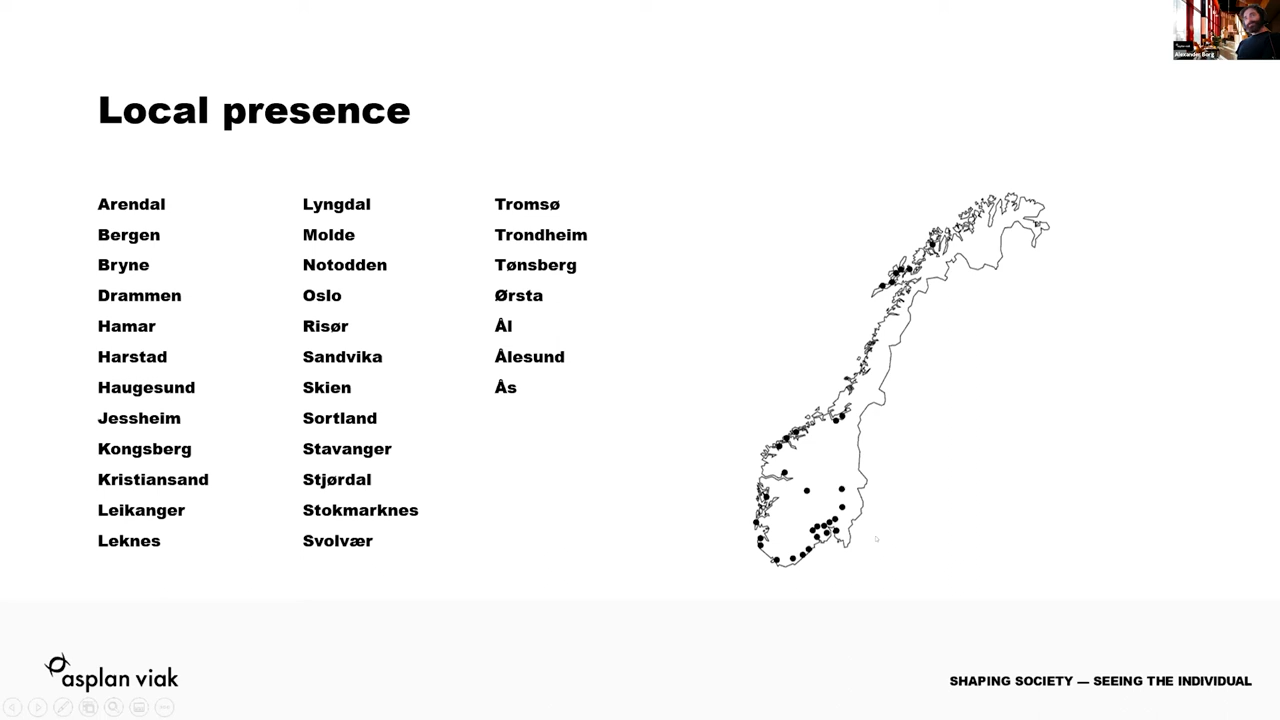 Local presence
Arendal
Bergen
Bryne
Drammen
Hamar
Harstad
Haugesund
Jessheim
Kongsberg
Kristiansand
Leikanger
Leknes
Lyngdal
Molde
Notodden
Oslo
Risør
Sandvika
Skien
Sortland
Stavanger
Stjørdal
Stokmarknes
Svolvær
Tromsø
Trondheim
Tønsberg
Ørsta
Ål
Ålesund
Ås
asplan viak
SHAPING SOCIETY — SEEING THE INDIVIDUAL
Alexander Borg